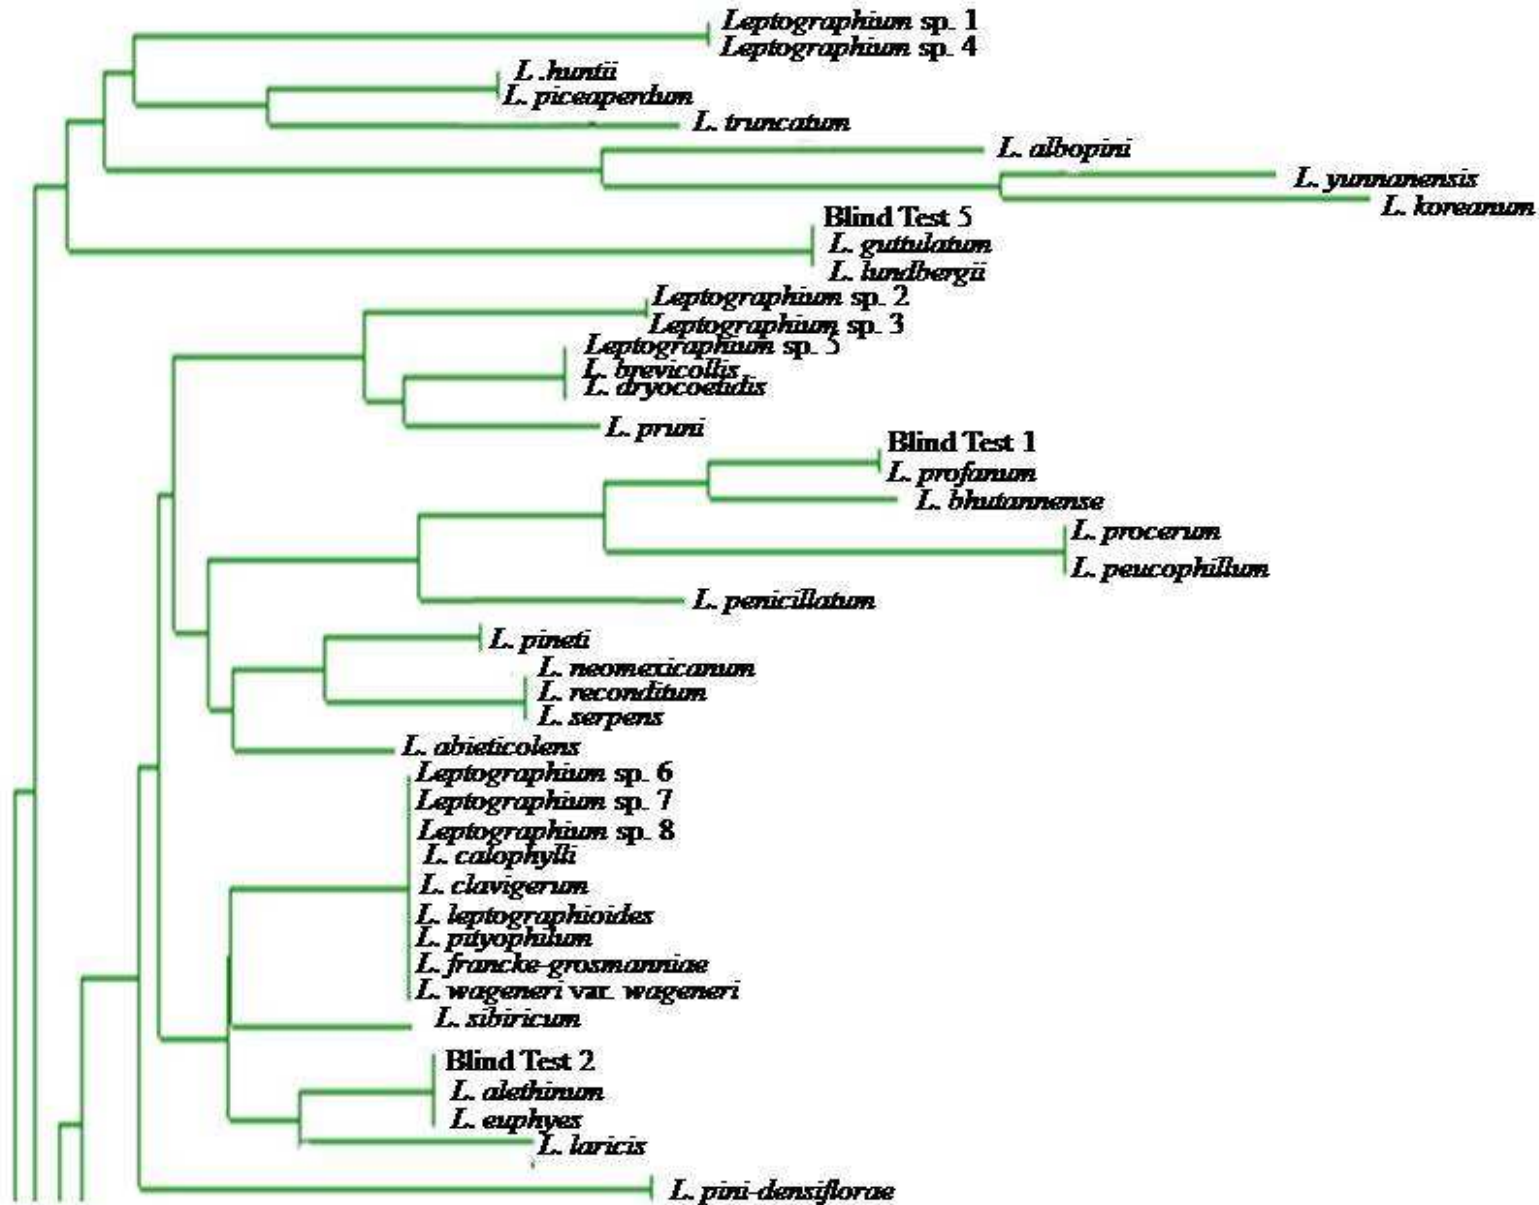 Leptographium sp. 1
Leptographium sp. 4
L .huntii
L. piceaperdum
L. truncatum
L. albopini
L. yunnanensis
L. koreanum
Blind Test 5
L. guttulatum
L. lundbergii
Leptographium sp. 2
Leptographium sp. 3
Leptographium sp. 5
L. brevicollis
L. dryocoetidis
L. pruni
Blind Test 1
L. profanum
L. bhutannense
L. procerum
L. peucophillum
L. penicillatum
L. pineti
L. neomexicanum
L. reconditum
L. serpens
L. abieticolens
Leptographium sp. 6
Leptographium sp. 7
Leptographium sp. 8
L. calophylli
L. clavigerum
L. leptographioides
L. pityophilum
L. francke-grosmanniae
L. wageneri var. wageneri
L. sibiricum
Blind Test 2
L. alethinum
L. euphyes
L. laricis
L. pini-densiflorae